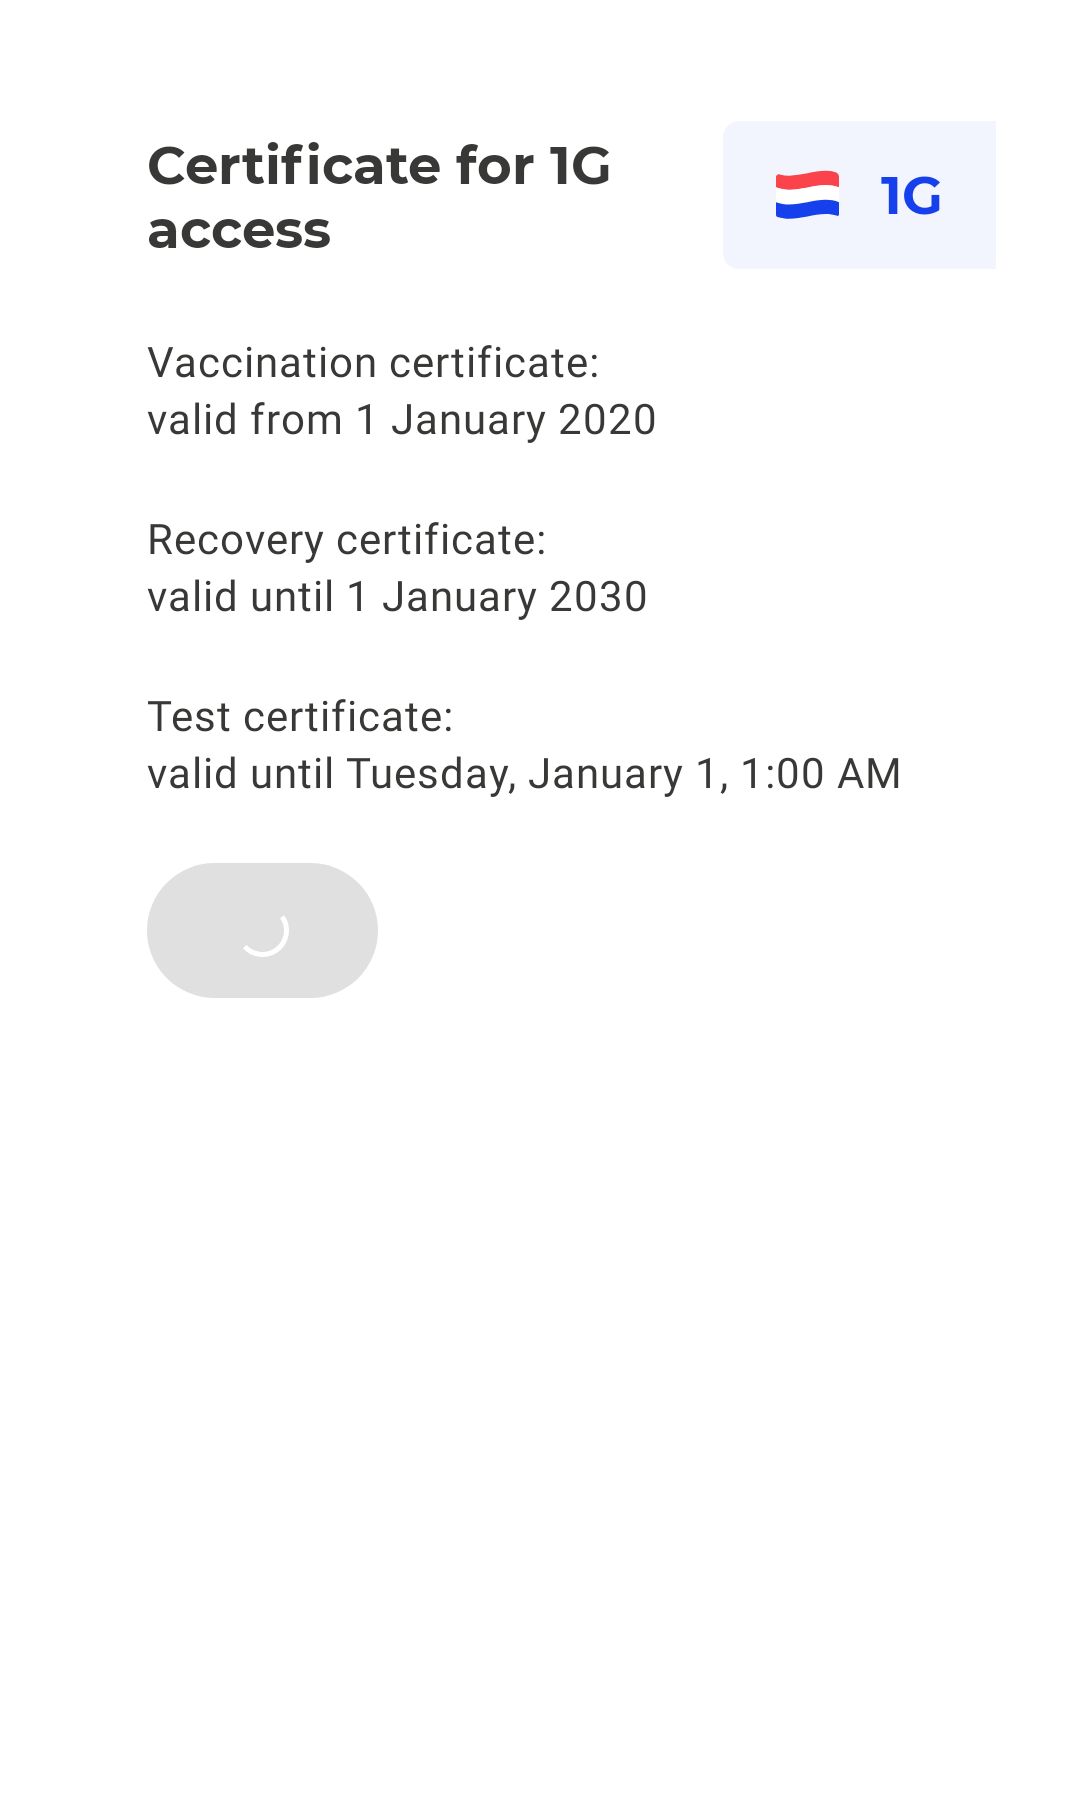 Certificate for 1G
access
1G
Vaccination certificate:
valid from 1 January 2020
Recovery certificate:
valid until 1 January 2030
Test certificate:
valid until Tuesday, January 1, 1:00 AM